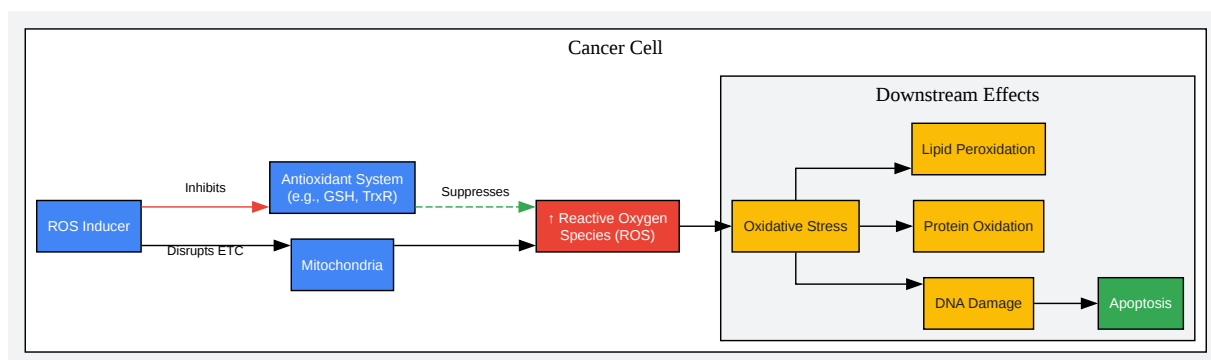 Cancer Cell
Downstream Effects
ROS Inducer
Inhibits
Disrupts ETC
Antioxidant System
(e.g., GSH, TrxR)
Mitochondria
Suppresses
↑ Reactive Oxygen
Species (ROS)
Oxidative Stress
Lipid Peroxidation
Protein Oxidation
DNA Damage
Apoptosis